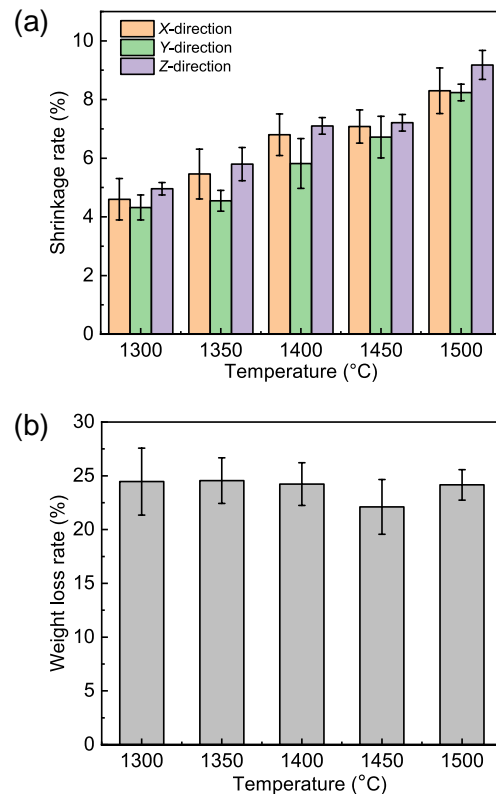 (a)
X-direction
Y-direction
Z-direction
10
8
6
4
2
0
Shrinkage rate (%)
1300 1350 1400 1450 1500
Temperature (°C)
(b)
30
25
20
15
10
5
0
Weight loss rate (%)
1300 1350 1400 1450 1500
Temperature (°C)